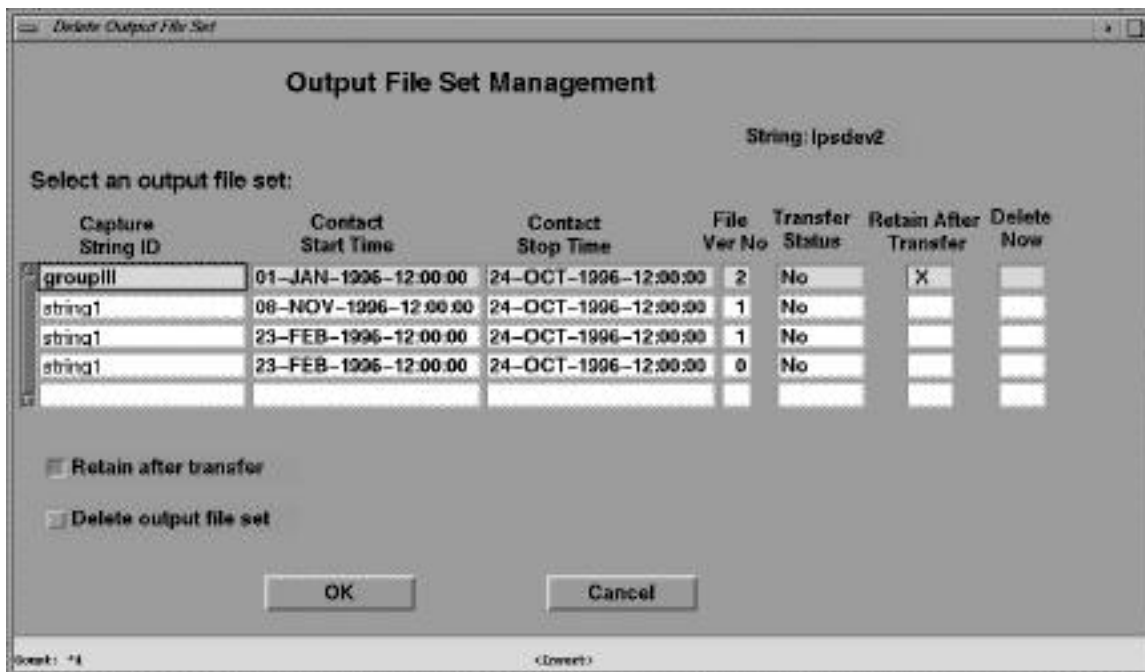 Delete Output File Set
Output File Set Management
String: lpsdev2
Select an output file set:
Capture String ID Contact Start Time Contact Stop Time File Ver No Transfer Status Retain After Transfer Delete Now
groupIII 01-JAN-1996-12:00:00 24-OCT-1996-12:00:00 2 No X
string1 08-NOV-1996-12:00:00 24-OCT-1996-12:00:00 1 No
string1 23-FEB-1996-12:00:00 24-OCT-1996-12:00:00 1 No
string1 23-FEB-1996-12:00:00 24-OCT-1996-12:00:00 0 No
Retain after transfer
Delete output file set
OK Cancel
Count: *4 <Insert>